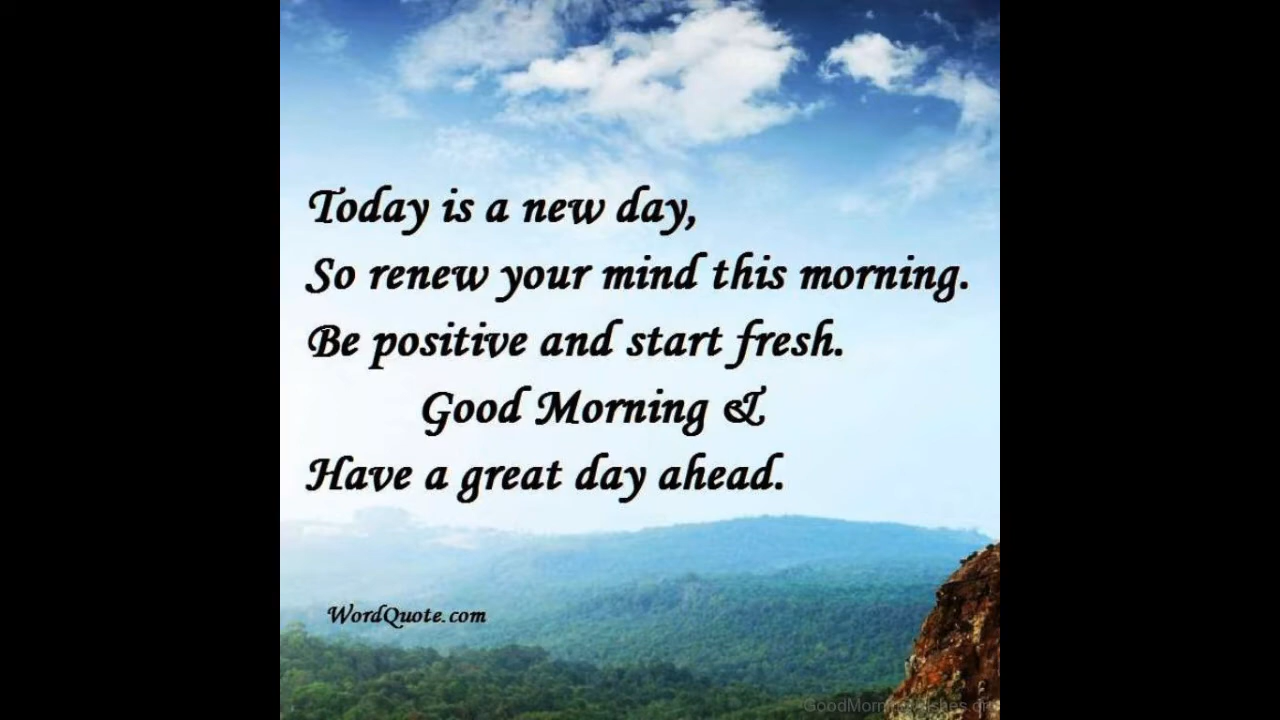 Today is a new day,
So renew your mind this morning.
Be positive and start fresh.
Good Morning &
Have a great day ahead.
WordQuote.com